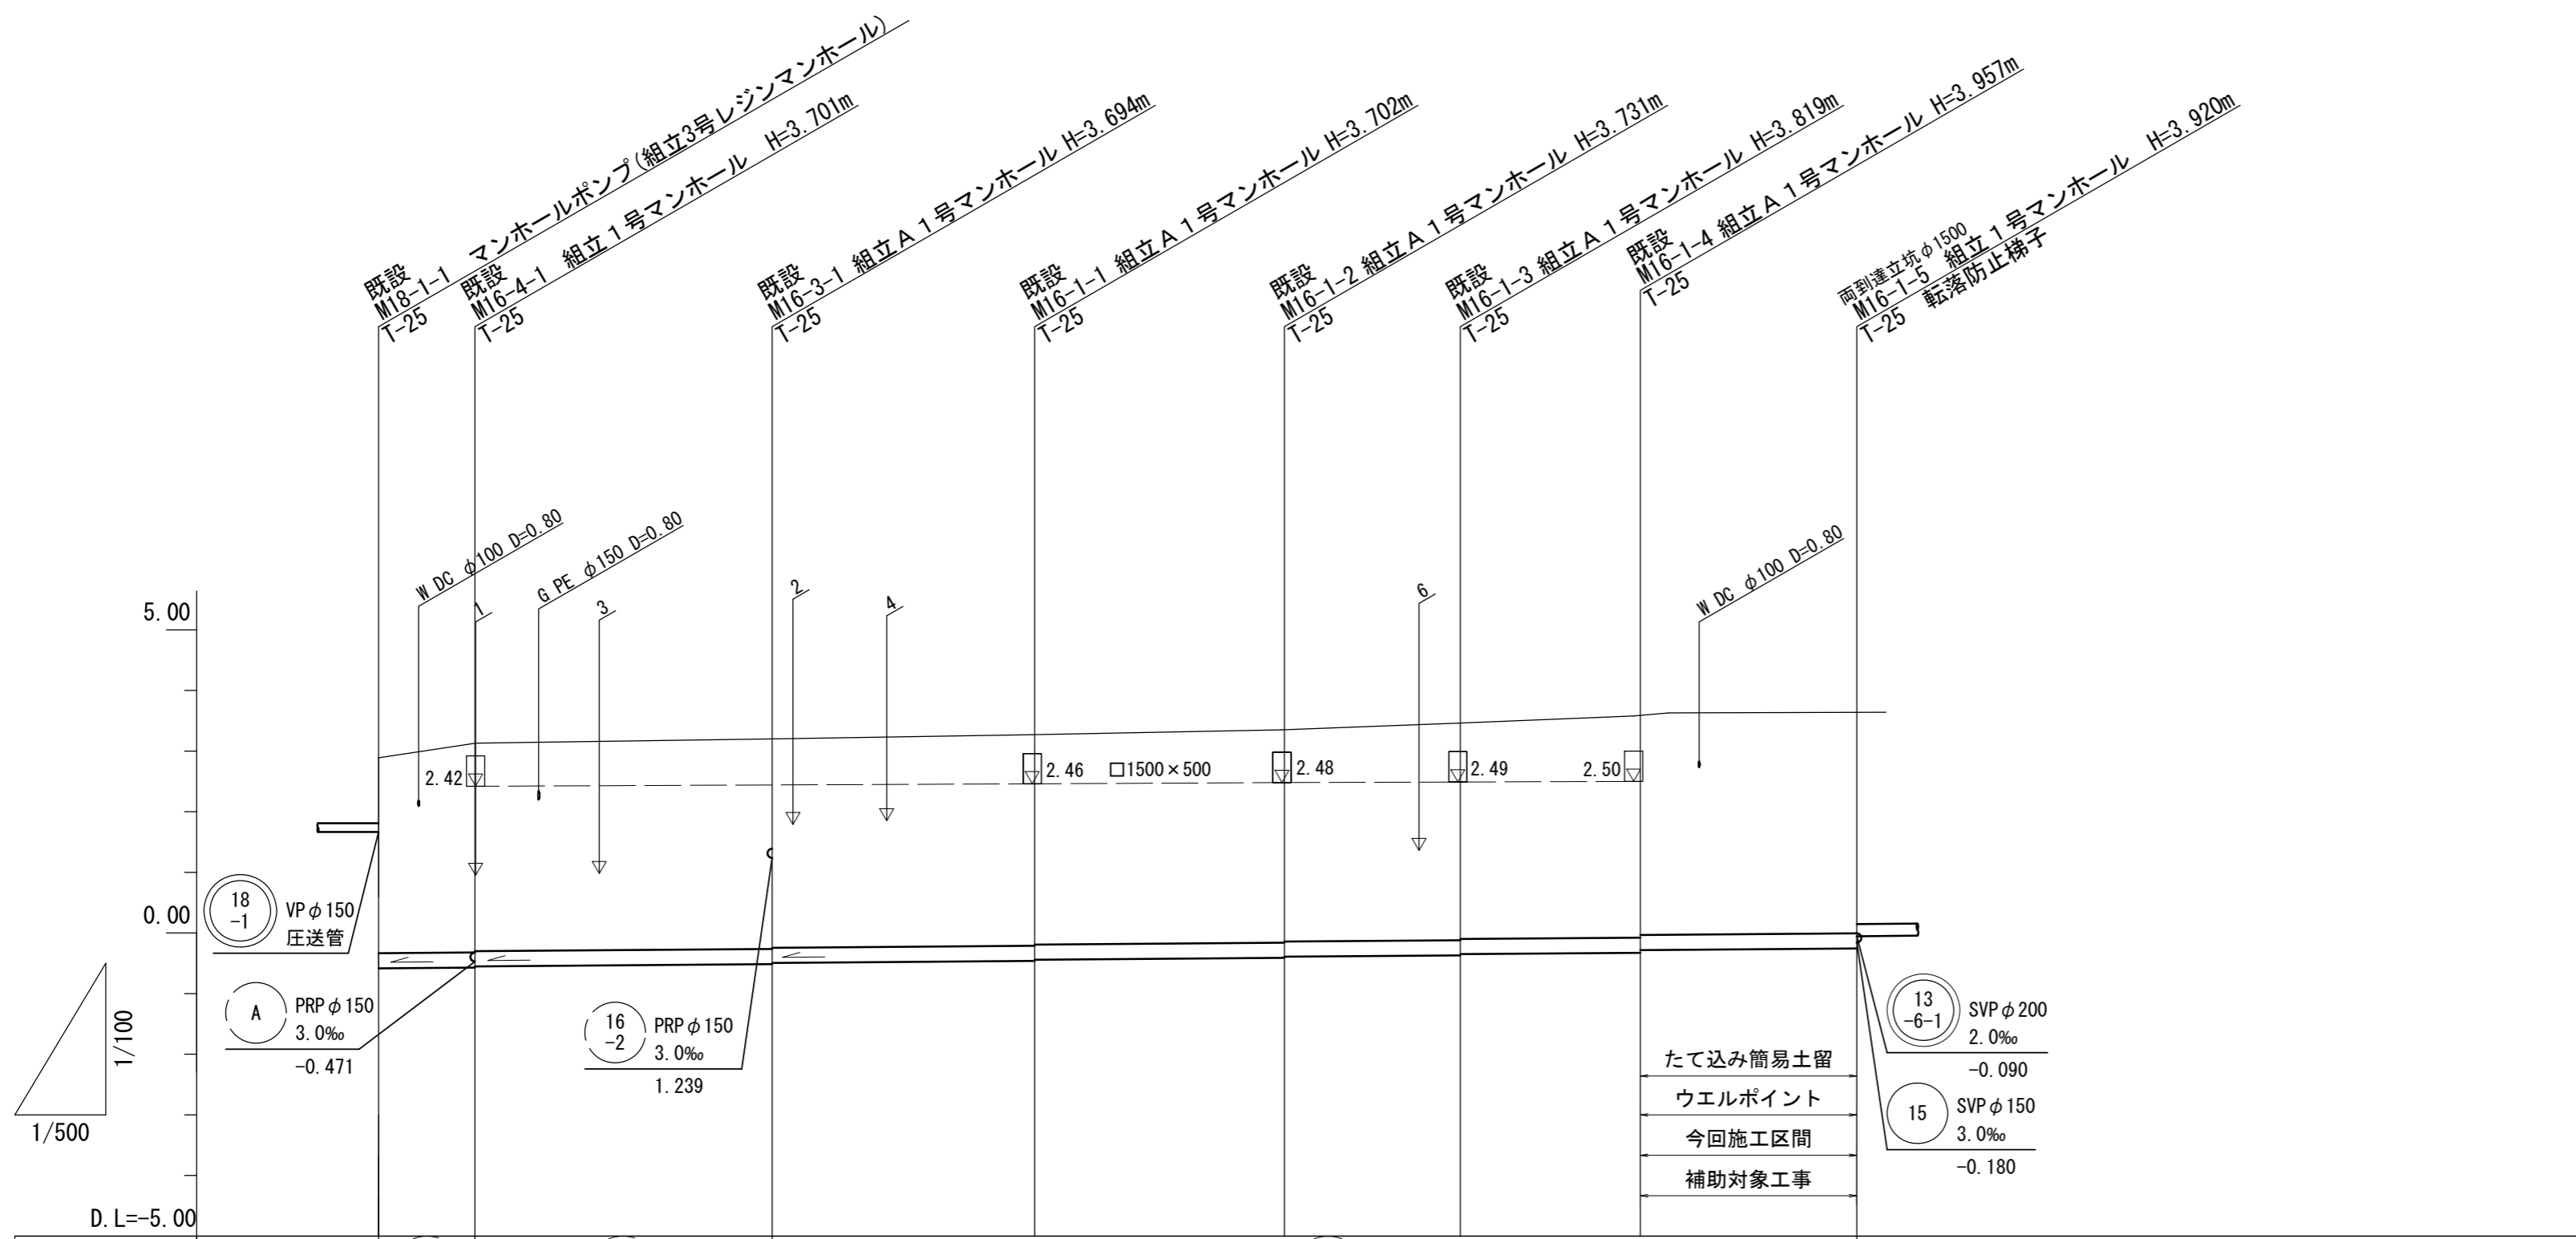 既設
M18-1-1 マンホールポンプ(組立3号レジンマンホール)
T-25
既設
M16-4-1 組立1号マンホール H=3.701m
T-25
既設
M16-3-1 組立A1号マンホール H=3.694m
T-25
既設
M16-1-1 組立A1号マンホール H=3.702m
T-25
既設
M16-1-2 組立A1号マンホール H=3.731m
T-25
既設
M16-1-3 組立A1号マンホール H=3.819m
T-25
既設
M16-1-4 組立A1号マンホール H=3.957m
T-25
両到達立坑φ1500
M16-1-5 組立1号マンホール H=3.920m
T-25 転落防止梯子
W DC φ100 D=0.80
1
G PE φ150 D=0.80
3
2
4
6
W DC φ100 D=0.80
5.00
2.42
2.46
□1500×500
2.48
2.49
2.50
0.00
18
-1
VPφ150
圧送管
A
PRPφ150
3.0‰
-0.471
16
-2
PRPφ150
3.0‰
1.239
13
-6-1
SVPφ200
2.0‰
-0.090
15
SVPφ150
3.0‰
-0.180
たて込み簡易土留
ウエルポイント
今回施工区間
補助対象工事
1/100
1/500
D.L=-5.00